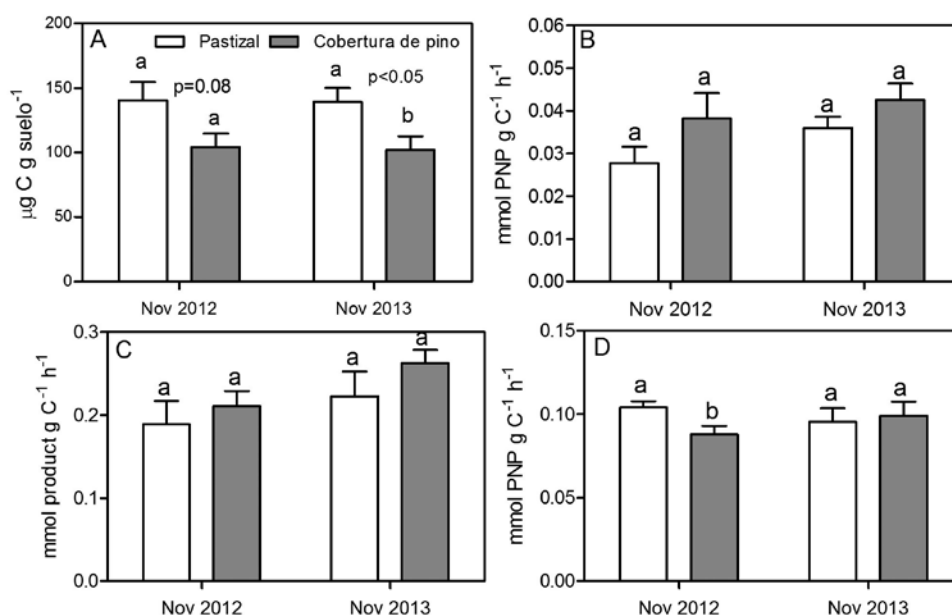 A
Pastizal
Cobertura de pino
µg C g suelo⁻¹
200
150
100
50
0
a
p=0.08
a
a
p<0.05
b
Nov 2012
Nov 2013
B
mmol PNP g C⁻¹ h⁻¹
0.06
0.05
0.04
0.03
0.02
0.01
0.00
a
a
a
a
Nov 2012
Nov 2013
C
mmol product g C⁻¹ h⁻¹
0.3
0.2
0.1
0.0
a
a
a
a
Nov 2012
Nov 2013
D
mmol PNP g C⁻¹ h⁻¹
0.15
0.10
0.05
0.00
a
b
a
a
Nov 2012
Nov 2013